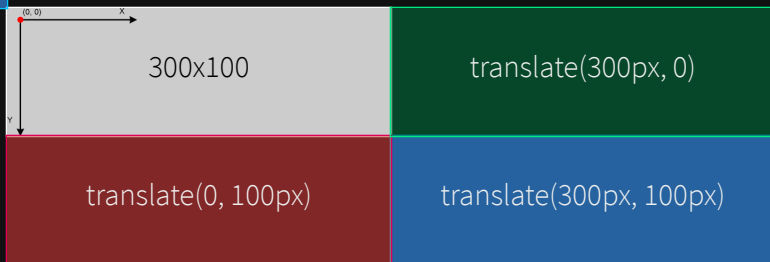 (0, 0)
X
300x100
translate(300px, 0)
Y
translate(0, 100px)
translate(300px, 100px)